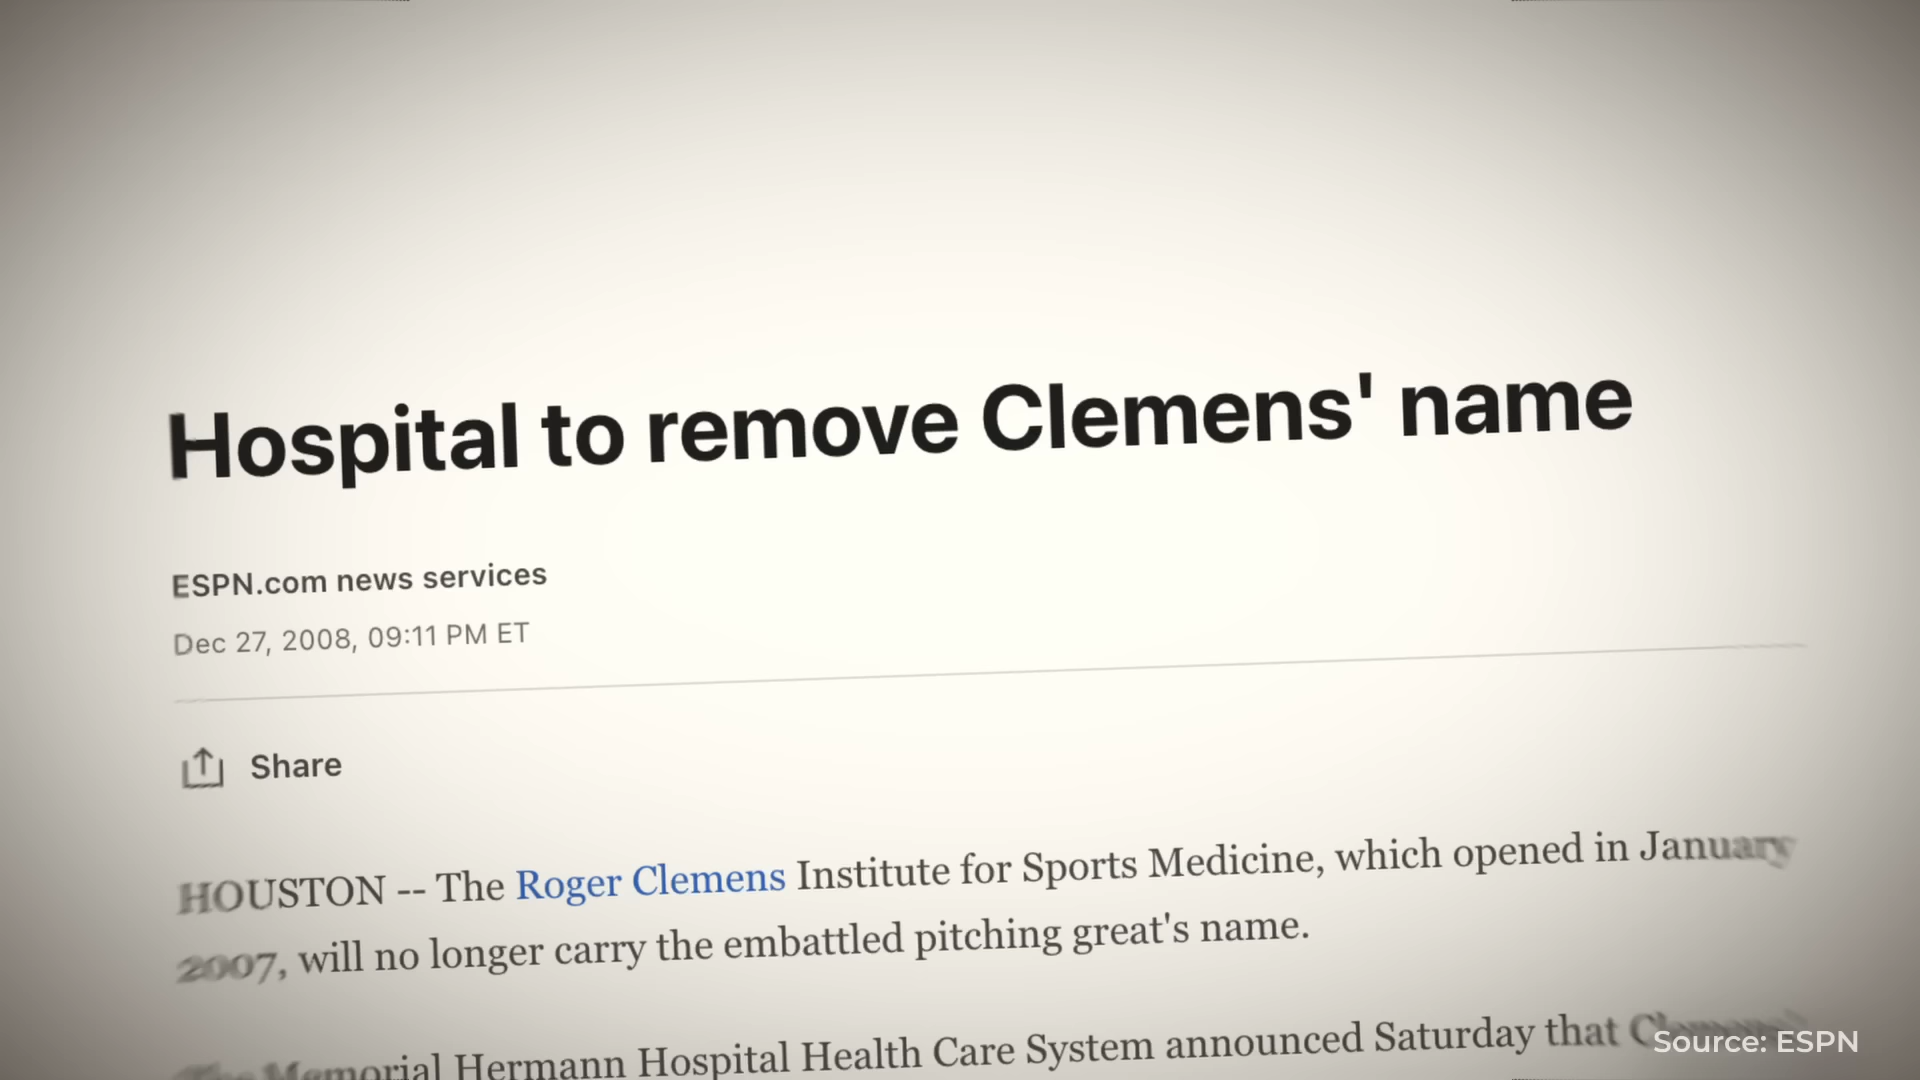 Hospital to remove Clemens' name
ESPN.com news services
Dec 27, 2008, 09:11 PM ET
Share
HOUSTON -- The Roger Clemens Institute for Sports Medicine, which opened in January
2007, will no longer carry the embattled pitching great's name.
The Memorial Hermann Hospital Health Care System announced Saturday that
Source: ESPN